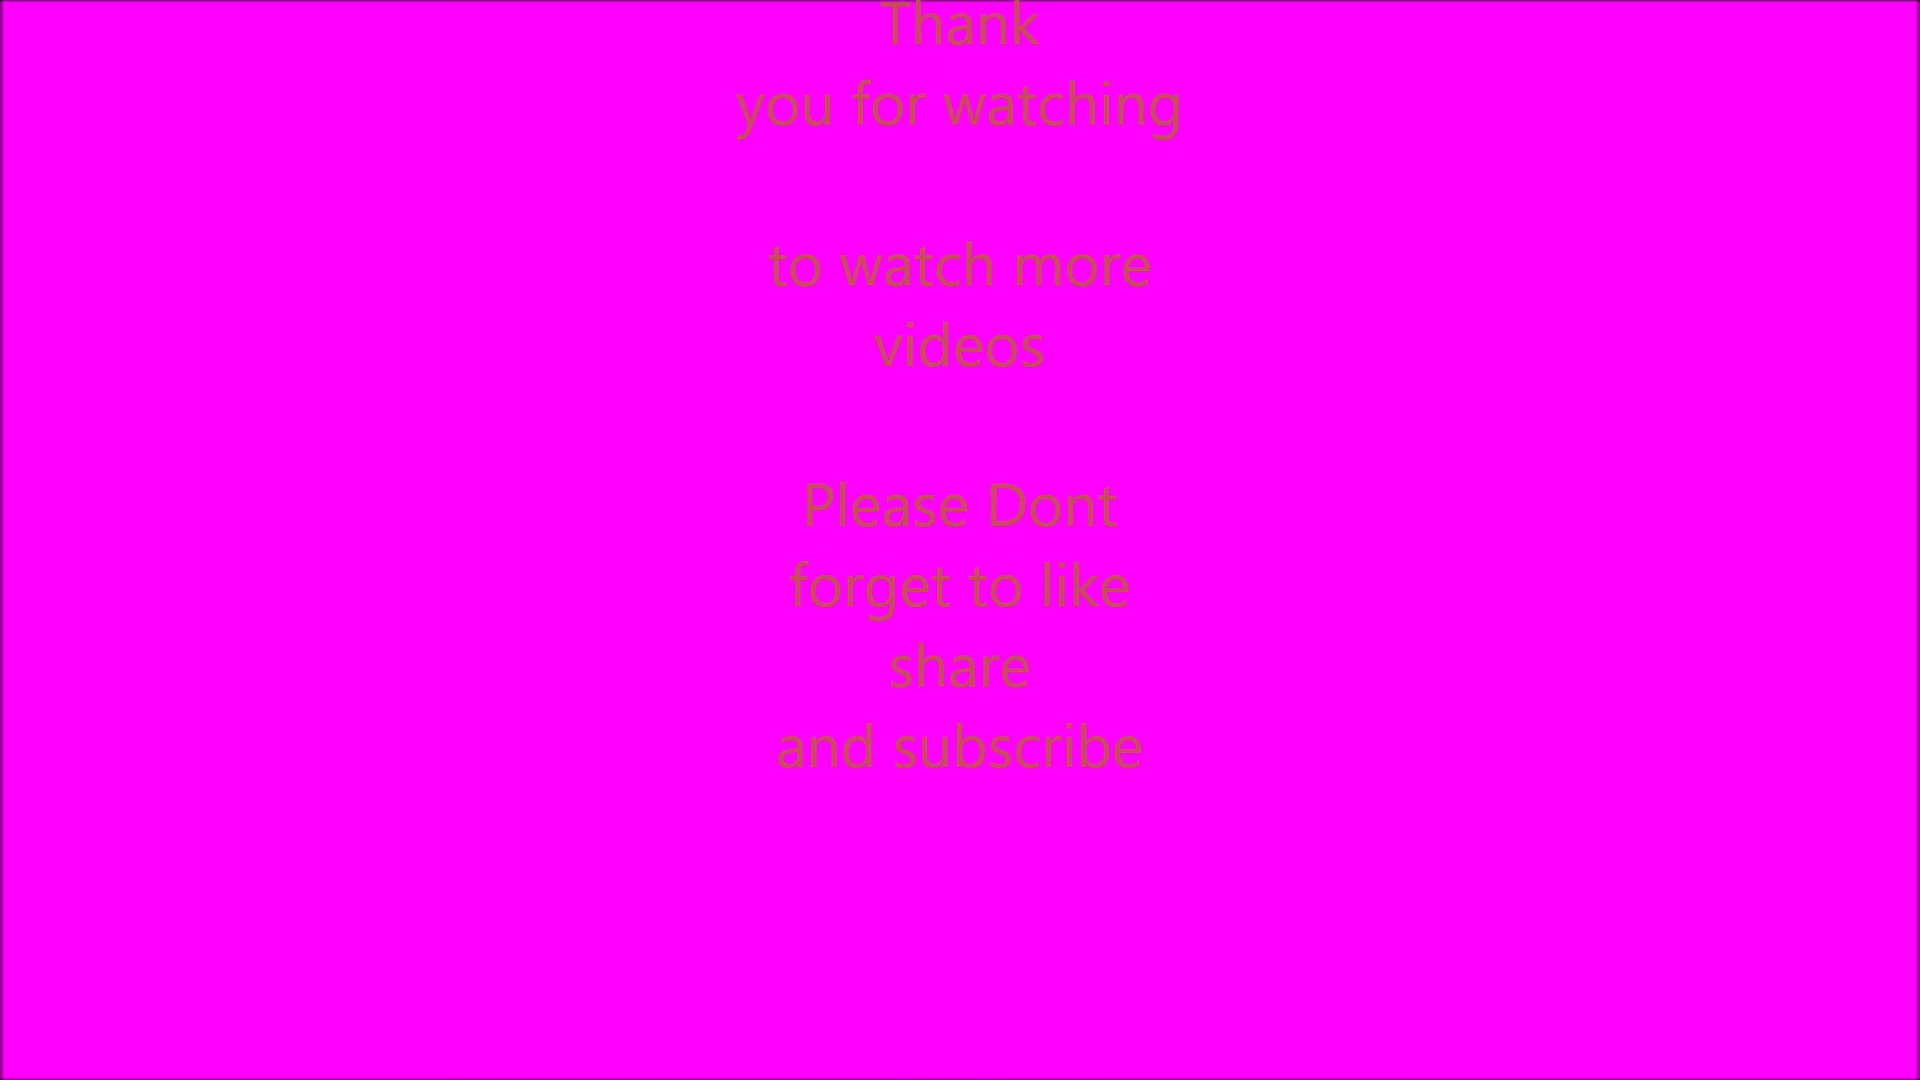 Thank
you for watching
to watch more
videos
Please Dont
forget to like
share
and subscribe